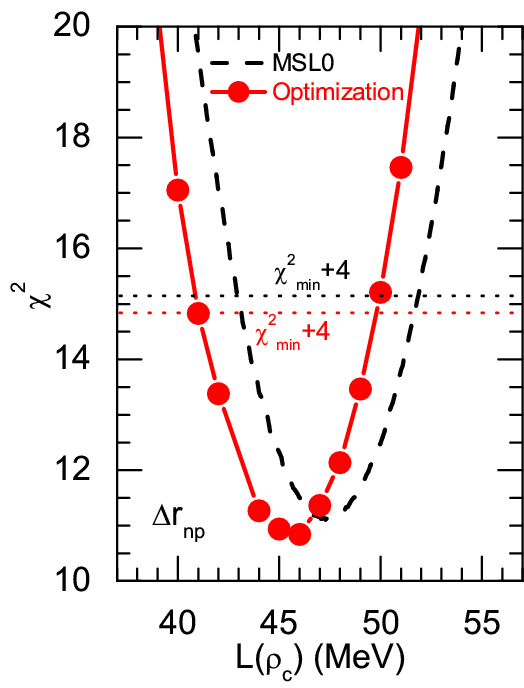 20
MSL0
Optimization
18
16
χ²min+4
χ²
χ²min+4
14
12
Δrnp
10
40 45 50 55
L(ρc) (MeV)